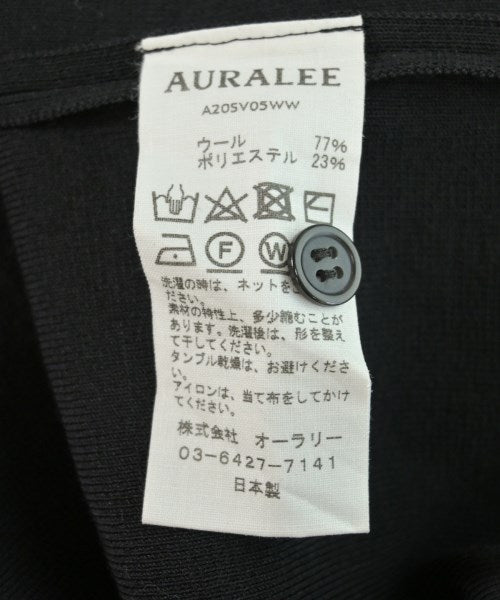 AURALEE
A20SV05WW
ウール 77%
ポリエステル 23%
F W
洗濯の時は、ネットを
ださい。
素材の特性上、多少縮むことが
あります。洗濯後は、形を整え
て干してください。
タンブル乾燥は、お避けくださ
い。
アイロンは、当て布をしてかけ
てください。
株式会社 オーラリー
03-6427-7141
日本製